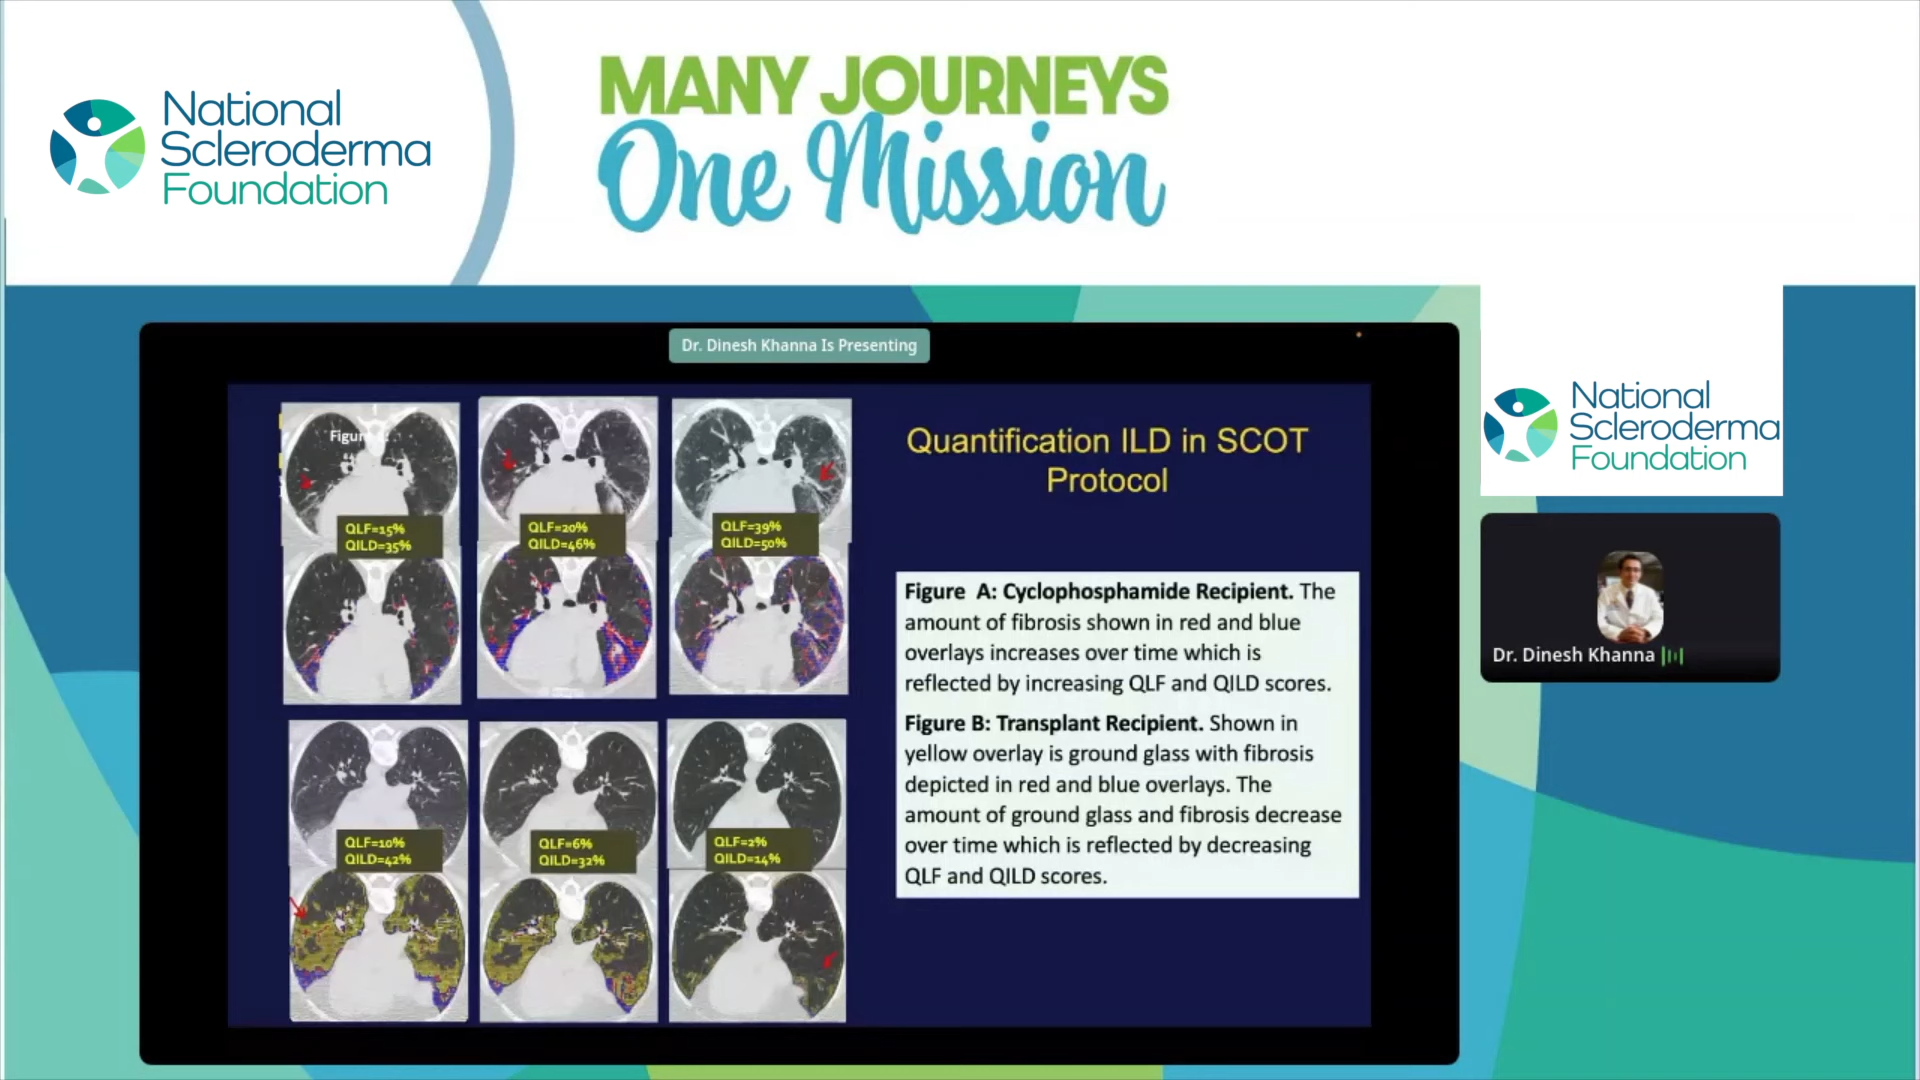 National
Scleroderma
Foundation
MANY JOURNEYS
One Mission
Dr. Dinesh Khanna Is Presenting
QLF=15%
QILD=35%
QLF=20%
QILD=46%
QLF=39%
QILD=50%
QLF=10%
QILD=42%
QLF=6%
QILD=32%
QLF=2%
QILD=14%
Quantification ILD in SCOT
Protocol
Figure A: Cyclophosphamide Recipient. The
amount of fibrosis shown in red and blue
overlays increases over time which is
reflected by increasing QLF and QILD scores.
Figure B: Transplant Recipient. Shown in
yellow overlay is ground glass with fibrosis
depicted in red and blue overlays. The
amount of ground glass and fibrosis decrease
over time which is reflected by decreasing
QLF and QILD scores.
National
Scleroderma
Foundation
Dr. Dinesh Khanna